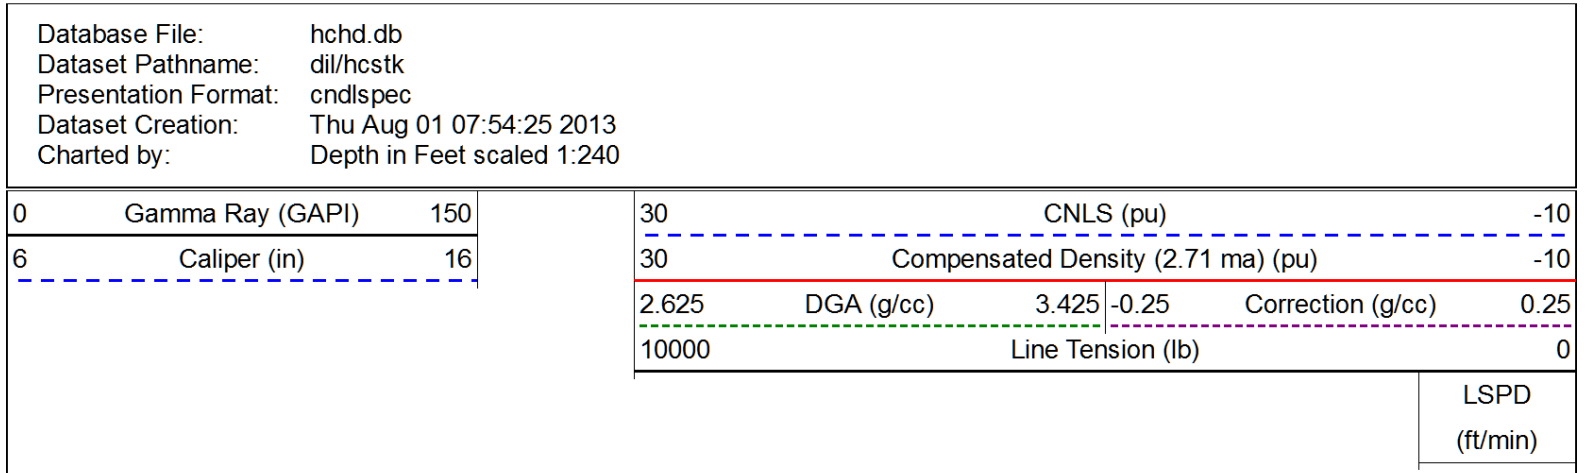 Database File: hchd.db
Dataset Pathname: dil/hcstk
Presentation Format: cndlspec
Dataset Creation: Thu Aug 01 07:54:25 2013
Charted by: Depth in Feet scaled 1:240
0 Gamma Ray (GAPI) 150 30 CNLS (pu) -10
6 Caliper (in) 16 30 Compensated Density (2.71 ma) (pu) -10
2.625 DGA (g/cc) 3.425 -0.25 Correction (g/cc) 0.25
10000 Line Tension (lb) 0
LSPD
(ft/min)